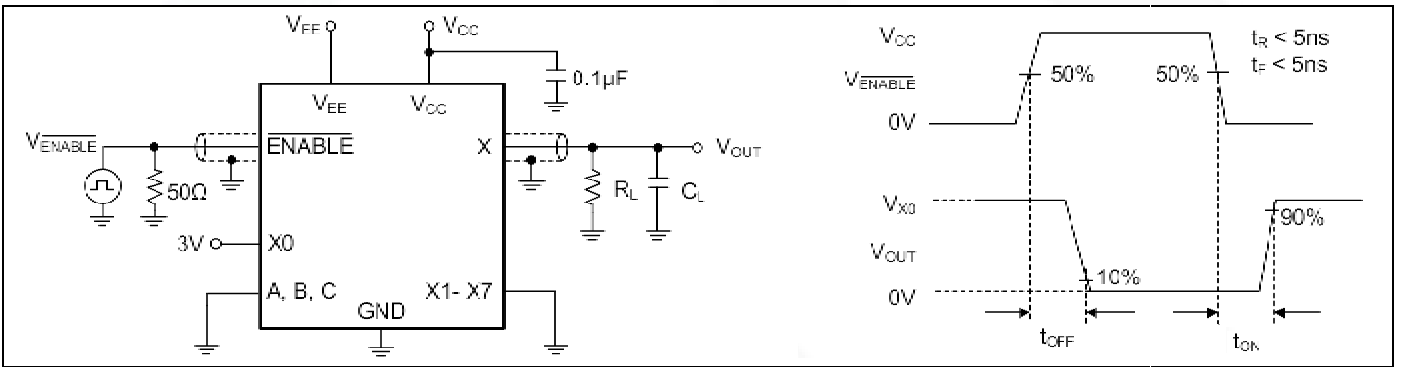 VEE VCC
0.1µF
VEE VCC
VENABLE ENABLE X VOUT
50Ω RL CL
3V X0
A, B, C X1- X7
GND
VCC tR < 5ns
tF < 5ns
VENABLE 50% 50%
0V
VX0
90%
VOUT
10%
0V
tOFF tON